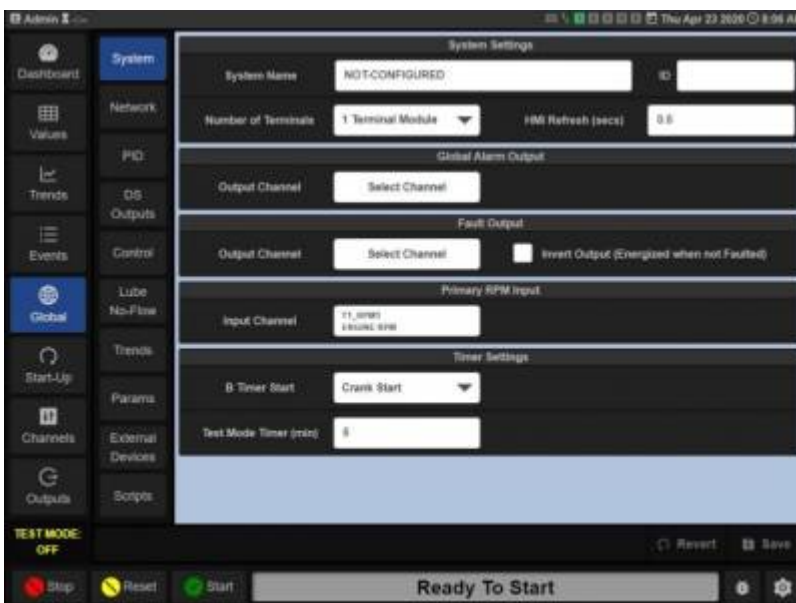 Admin
Thu Apr 23 2020 8:06 AM
Dashboard
Values
Trends
Events
Global
Start-Up
Channels
Outputs
TEST MODE:
OFF
System
Network
PID
DS
Outputs
Control
Lube
No-Flow
Trends
Params
External
Devices
Scripts
System Settings
System Name NOT-CONFIGURED ID
Number of Terminals 1 Terminal Module HMI Refresh (secs)
Global Alarm Output
Output Channel Select Channel
Fault Output
Output Channel Select Channel Invert Output (Energized when not Faulted)
Primary RPM Input
Input Channel
ENGINE RPM
Timer Settings
B Timer Start Crank Start
Test Mode Timer (min)
Revert Save
Stop Reset Start Ready To Start